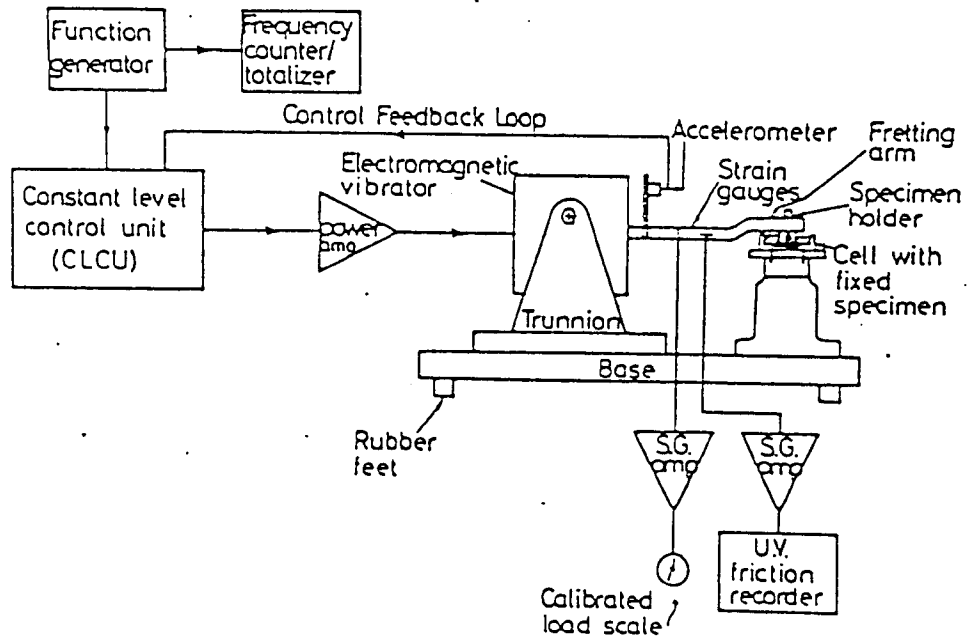 Function
generator
Frequency
counter/
totalizer
Control Feedback Loop
Accelerometer
Fretting
arm
Electromagnetic
vibrator
Strain
gauges
Specimen
holder
Constant level
control unit
(CLCU)
power
amp
Cell with
fixed
specimen
Trunnion
Base
Rubber
feet
S.G.
amp
S.G.
amp
U.V.
friction
recorder
Calibrated
load scale